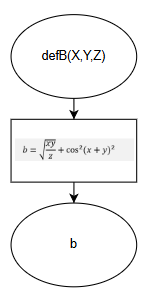 defB(X,Y,Z)
b = √(xy/z) + cos²(x + y)²
b